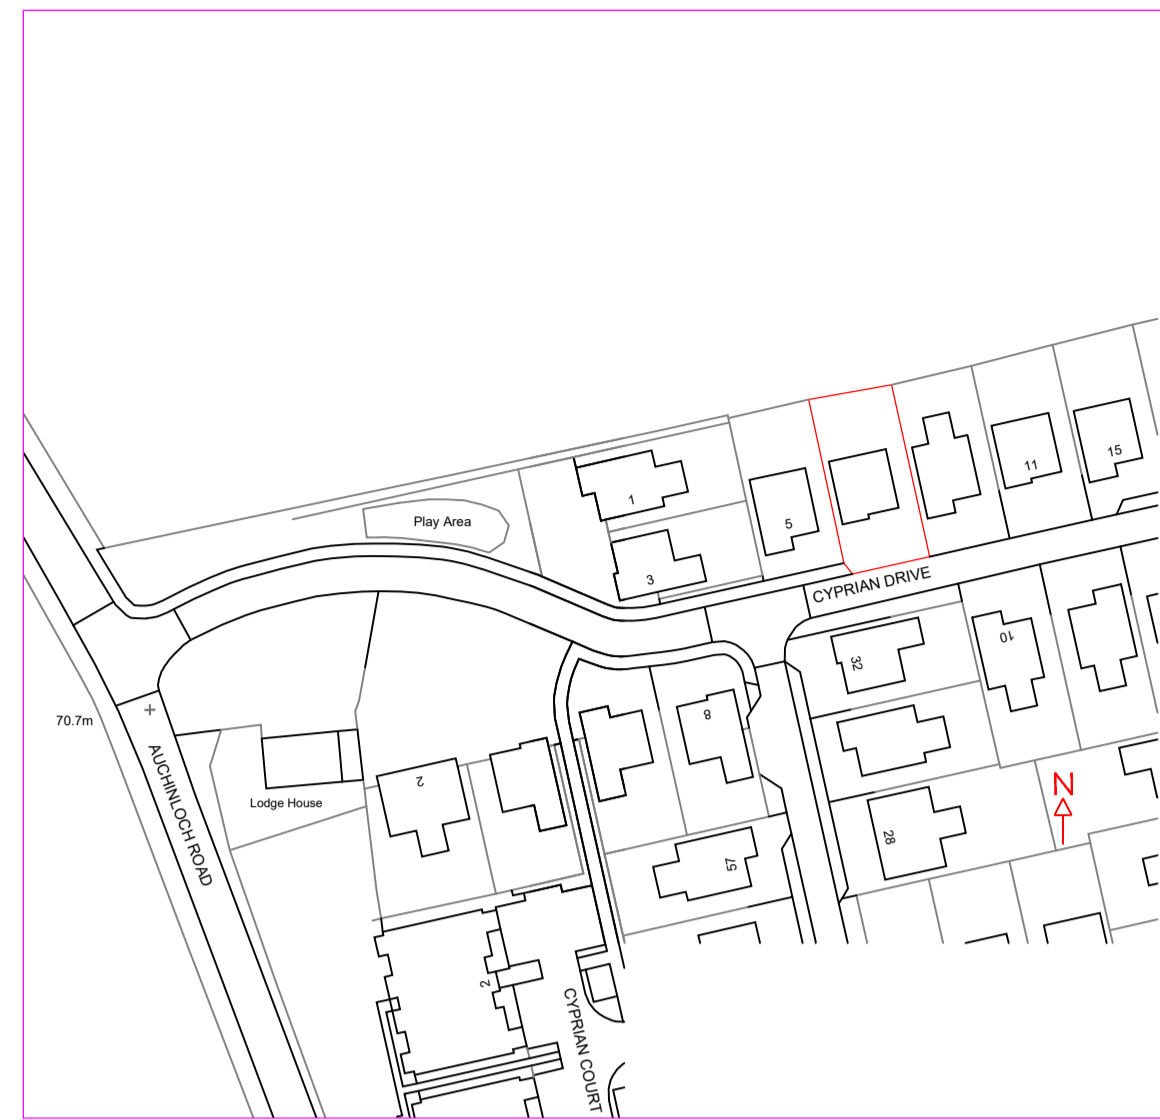 1
Play Area
5
11
15
3
CYPRIAN DRIVE
32
10
8
70.7m
AUCHINLOCH ROAD
Lodge House
2
57
28
N
2
CYPRIAN COURT